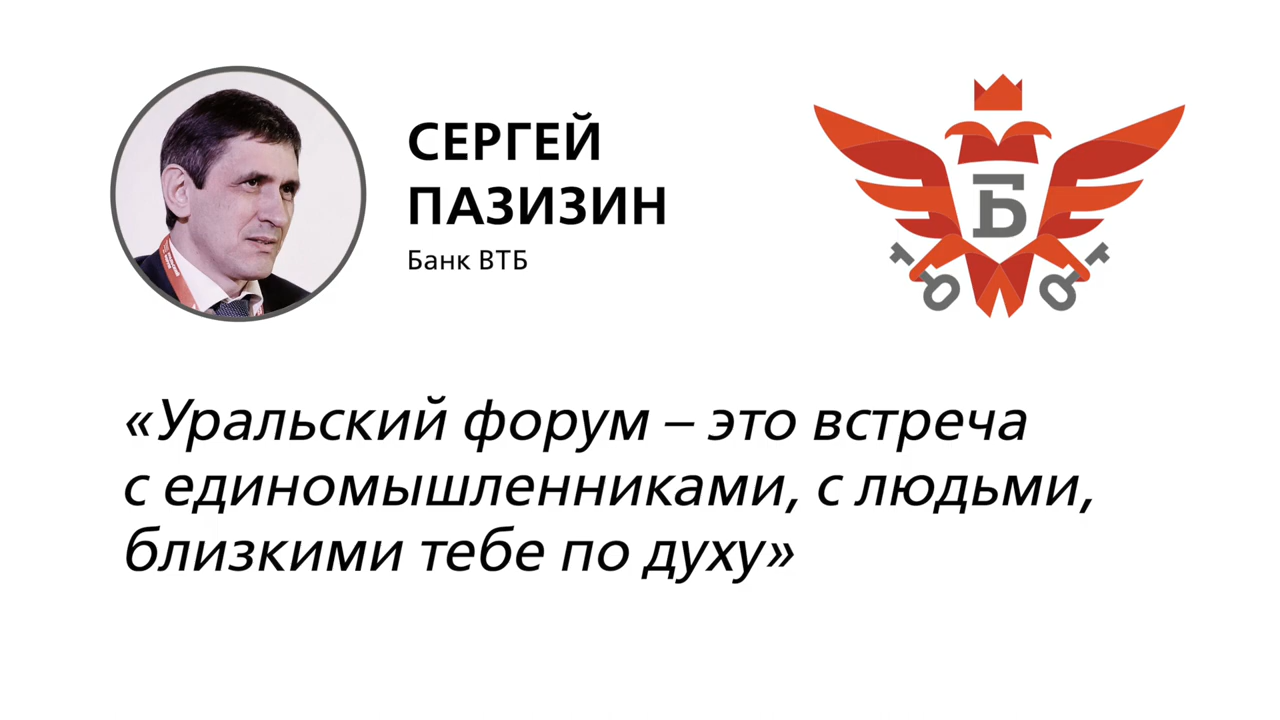 СЕРГЕЙ
ПАЗИЗИН
Банк ВТБ
Б
«Уральский форум – это встреча
с единомышленниками, с людьми,
близкими тебе по духу»